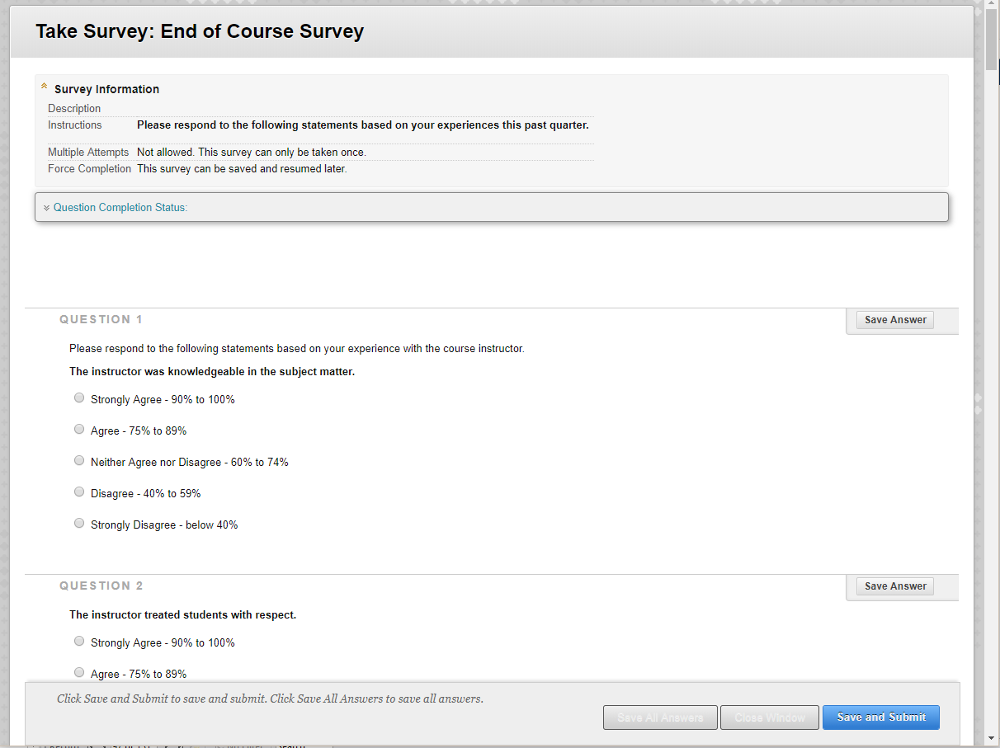 Take Survey: End of Course Survey
Survey Information
Description
Instructions Please respond to the following statements based on your experiences this past quarter.
Multiple Attempts Not allowed. This survey can only be taken once.
Force Completion This survey can be saved and resumed later.
Question Completion Status:
QUESTION 1 Save Answer
Please respond to the following statements based on your experience with the course instructor.
The instructor was knowledgeable in the subject matter.
Strongly Agree - 90% to 100%
Agree - 75% to 89%
Neither Agree nor Disagree - 60% to 74%
Disagree - 40% to 59%
Strongly Disagree - below 40%
QUESTION 2 Save Answer
The instructor treated students with respect.
Strongly Agree - 90% to 100%
Agree - 75% to 89%
Click Save and Submit to save and submit. Click Save All Answers to save all answers.
Save All Answers Close Window Save and Submit